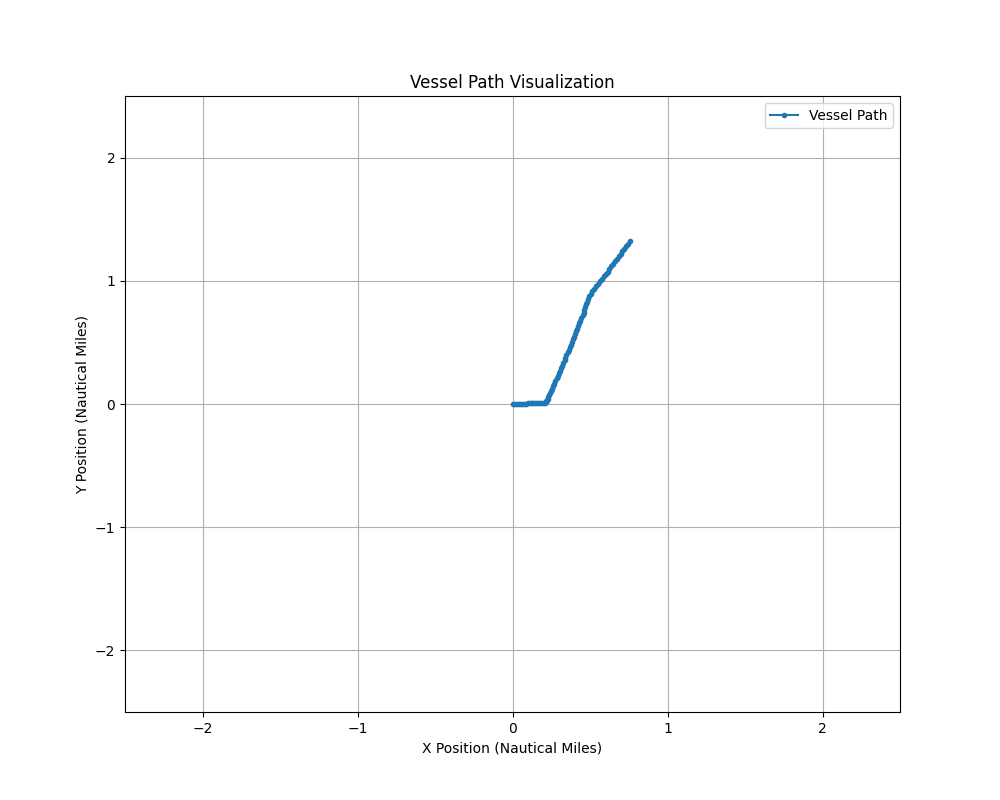 Vessel Path Visualization
Vessel Path
2
1
0
−1
−2
Y Position (Nautical Miles)
−2
−1
0
1
2
X Position (Nautical Miles)